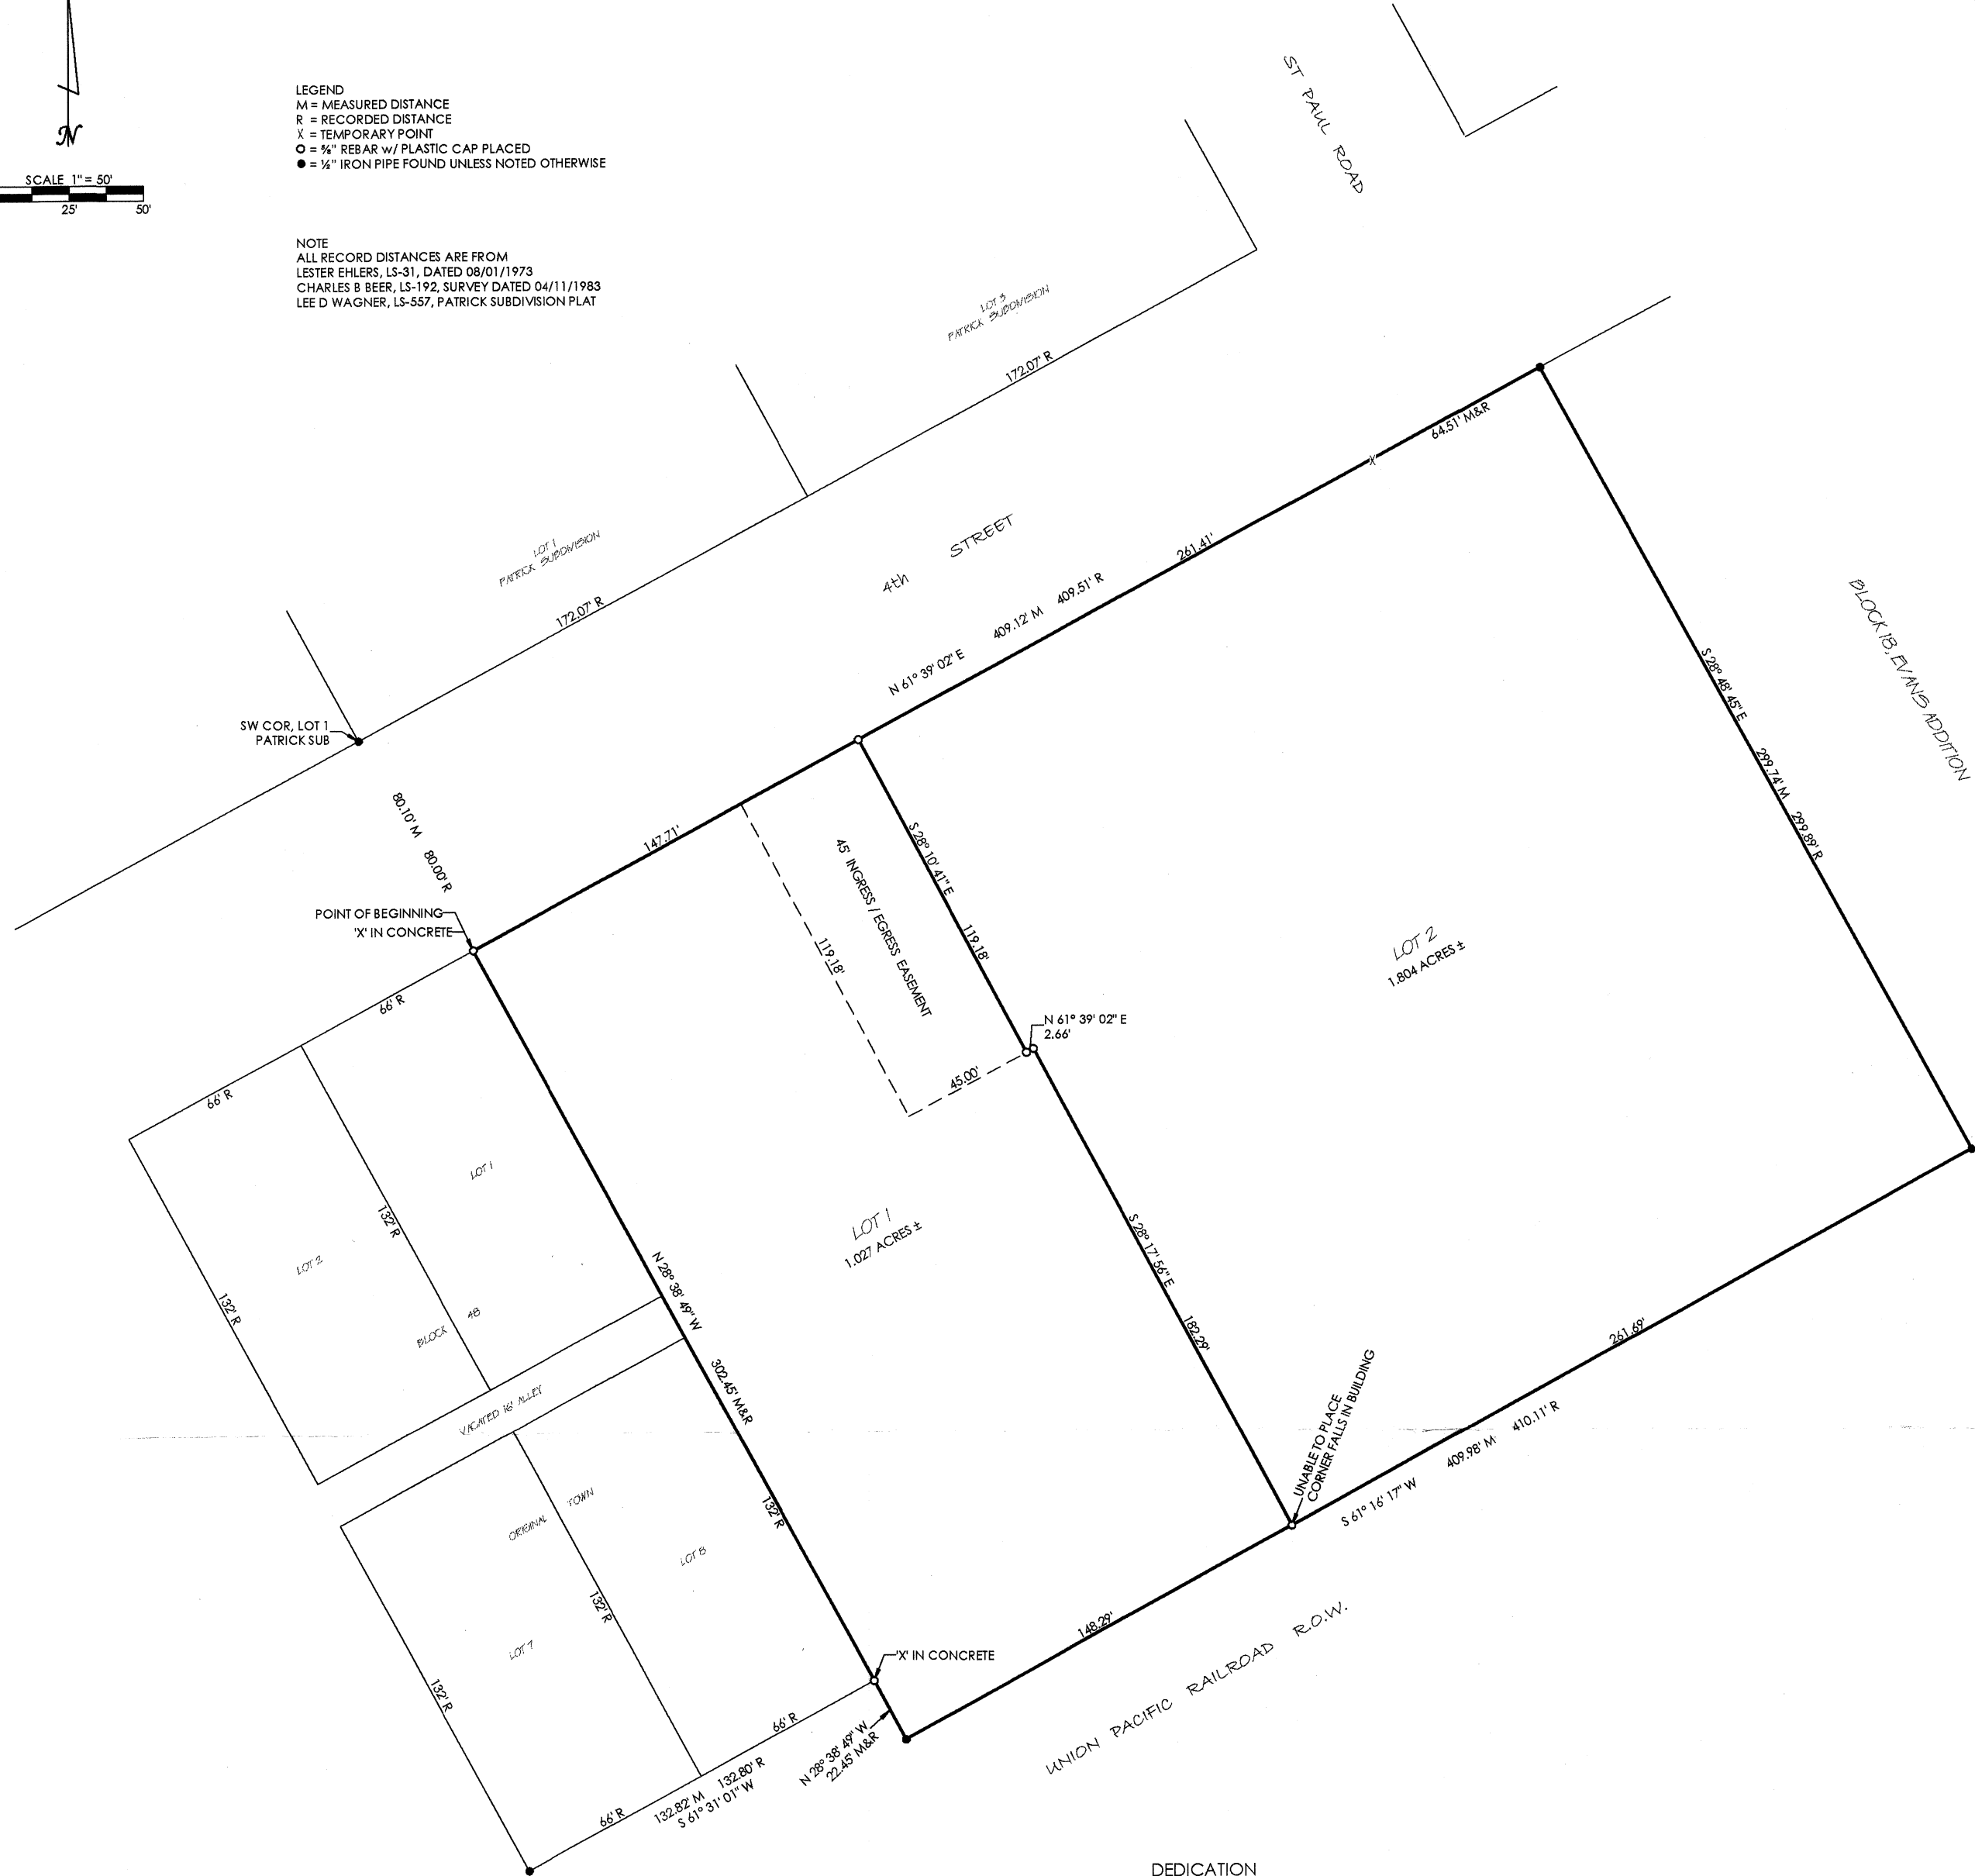 N
SCALE 1" = 50'
25'
50'
LEGEND
M = MEASURED DISTANCE
R = RECORDED DISTANCE
X = TEMPORARY POINT
= ⅝" REBAR w/ PLASTIC CAP PLACED
= ½" IRON PIPE FOUND UNLESS NOTED OTHERWISE
NOTE
ALL RECORD DISTANCES ARE FROM
LESTER EHLERS, LS-31, DATED 08/01/1973
CHARLES B BEER, LS-192, SURVEY DATED 04/11/1983
LEE D WAGNER, LS-557, PATRICK SUBDIVISION PLAT
ST PAUL ROAD
LOT 3
PATRICK SUBDIVISION
172.07' R
LOT 1
PATRICK SUBDIVISION
172.07' R
4th STREET
64.51' M&R
X
261.41'
N 61° 39' 02" E 409.12' M 409.51' R
SW COR, LOT 1
PATRICK SUB
80.10' M 80.00' R
147.71'
POINT OF BEGINNING
'X' IN CONCRETE
S 28° 48' 45" E 299.74' M 299.89' R
BLOCK 18, EVANS ADDITION
45' INGRESS / EGRESS EASEMENT
119.18'
S 28° 10' 41" E 119.18'
45.00'
N 61° 39' 02" E
2.66'
LOT 2
1.804 ACRES ±
66' R
66' R
LOT 1
132' R
LOT 2
132' R
BLOCK 48
VACATED 16' ALLEY
N 28° 38' 49" W 302.45' M&R
LOT 1
1.027 ACRES ±
S 28° 17' 56" E 182.29'
261.69'
UNABLE TO PLACE
CORNER FALLS IN BUILDING
S 61° 16' 17" W 409.98' M 410.11' R
ORIGINAL TOWN
LOT 8
132' R
132' R
LOT 7
132' R
148.29'
'X' IN CONCRETE
UNION PACIFIC RAILROAD R.O.W.
66' R
66' R
N 28° 38' 49" W
22.45' M&R
132.82' M 132.80' R
S 61° 31' 01" W
DEDICATION